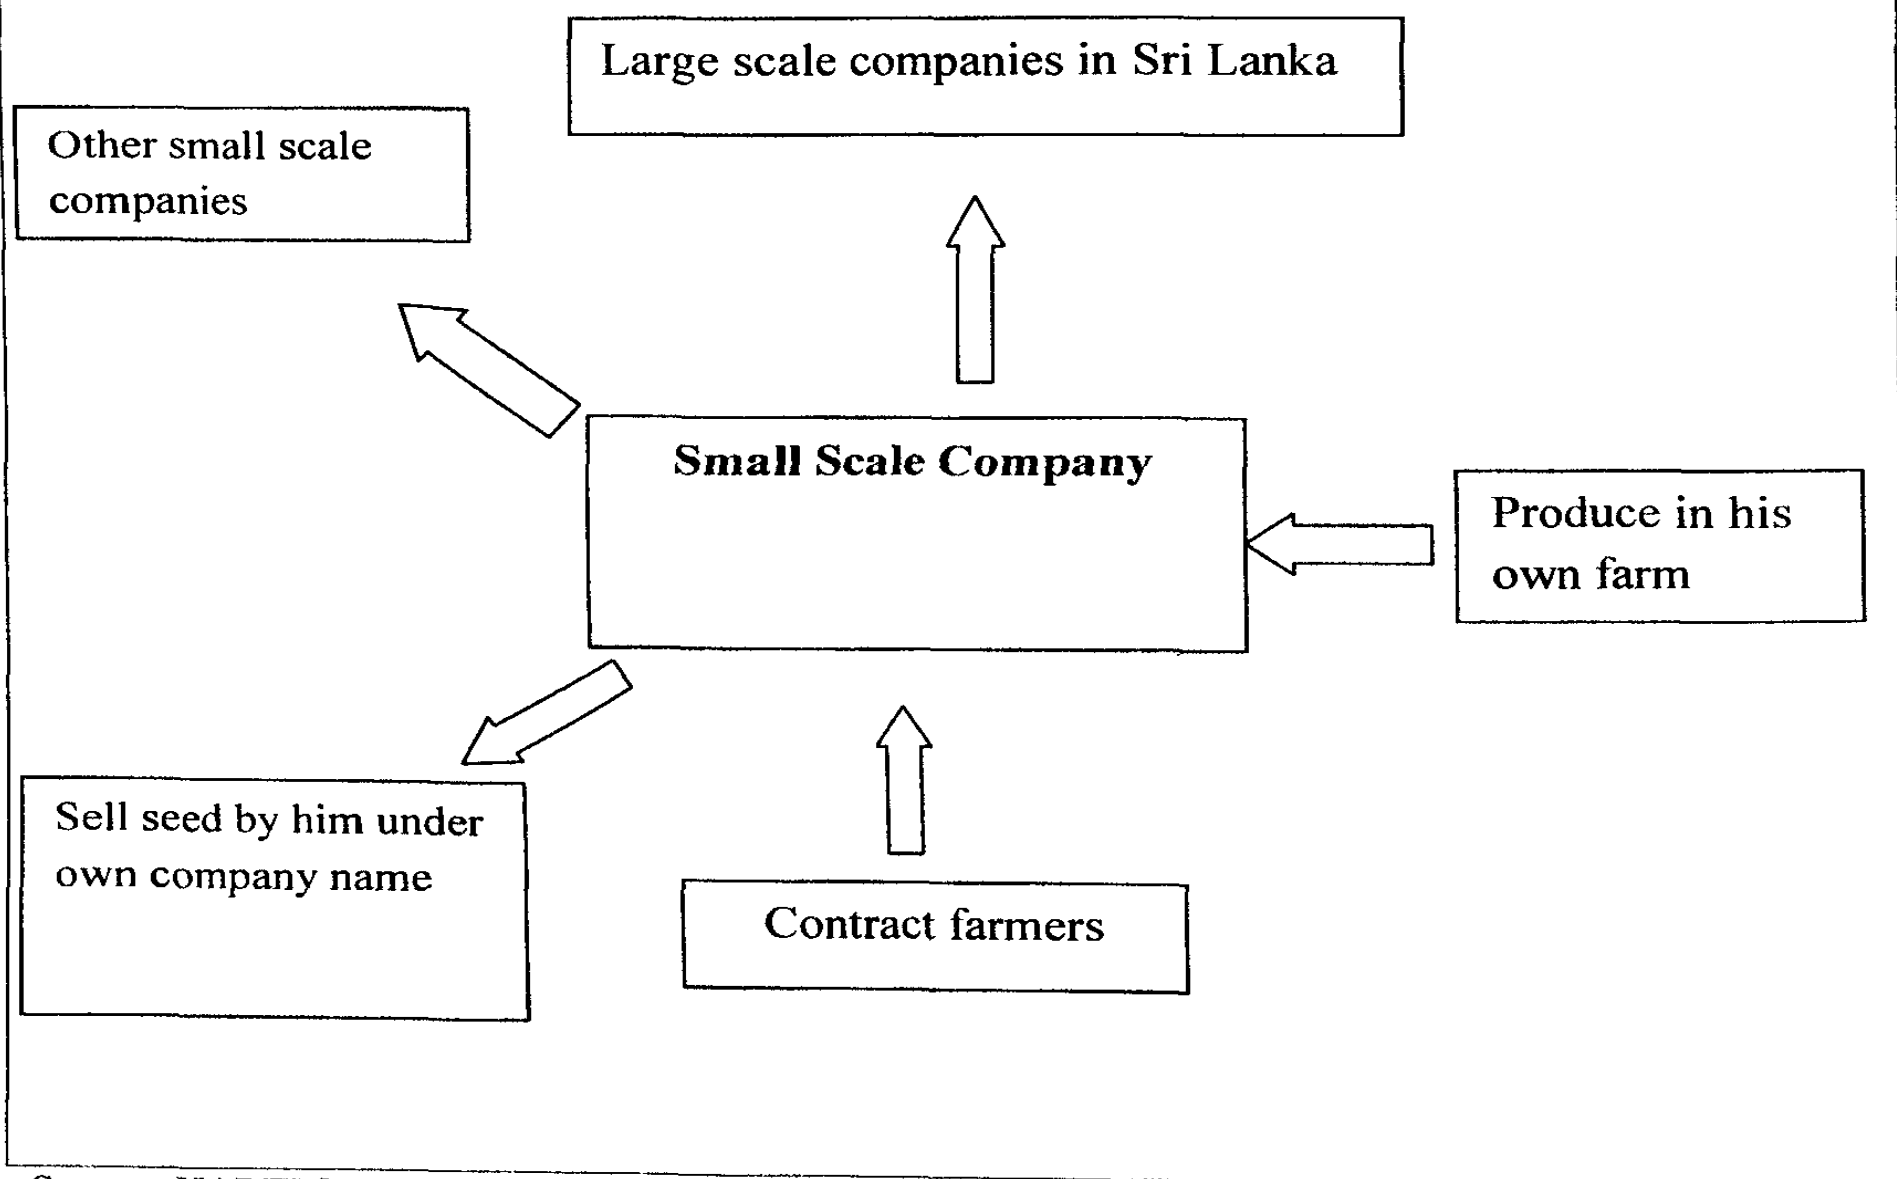 Large scale companies in Sri Lanka
Other small scale
companies
Small Scale Company
Produce in his
own farm
Sell seed by him under
own company name
Contract farmers